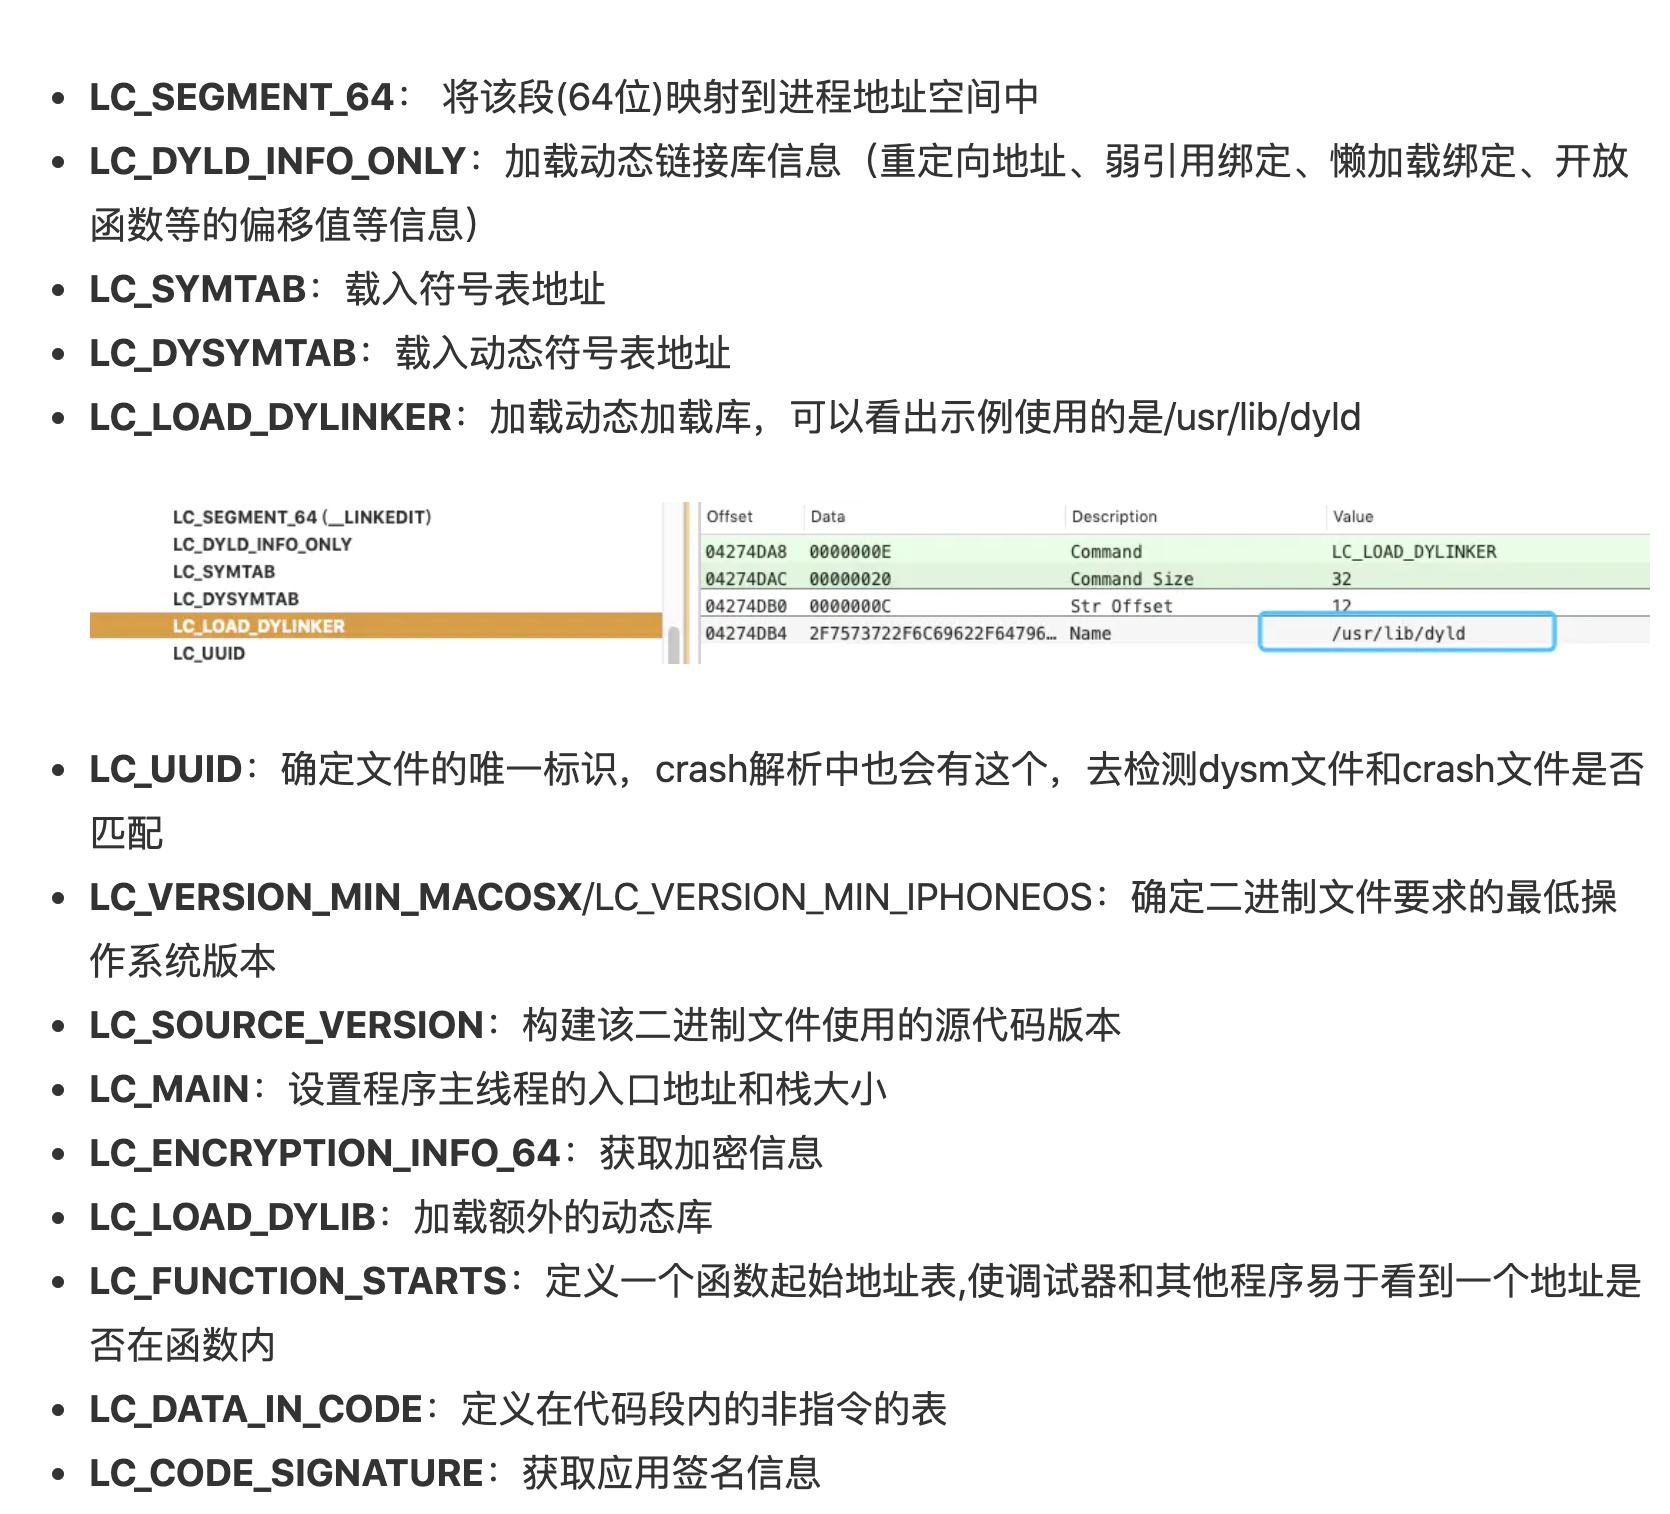 • LC_SEGMENT_64： 将该段(64位)映射到进程地址空间中
• LC_DYLD_INFO_ONLY：加载动态链接库信息（重定向地址、弱引用绑定、懒加载绑定、开放
函数等的偏移值等信息）
• LC_SYMTAB：载入符号表地址
• LC_DYSYMTAB：载入动态符号表地址
• LC_LOAD_DYLINKER：加载动态加载库，可以看出示例使用的是/usr/lib/dyld
LC_SEGMENT_64 (__LINKEDIT)
LC_DYLD_INFO_ONLY
LC_SYMTAB
LC_DYSYMTAB
LC_LOAD_DYLINKER
LC_UUID
Offset Data Description Value
04274DA8 0000000E Command LC_LOAD_DYLINKER
04274DAC 00000020 Command Size 32
04274DB0 0000000C Str Offset 12
04274DB4 2F7573722F6C69622F64796… Name /usr/lib/dyld
• LC_UUID：确定文件的唯一标识，crash解析中也会有这个，去检测dysm文件和crash文件是否
匹配
• LC_VERSION_MIN_MACOSX/LC_VERSION_MIN_IPHONEOS：确定二进制文件要求的最低操
作系统版本
• LC_SOURCE_VERSION：构建该二进制文件使用的源代码版本
• LC_MAIN：设置程序主线程的入口地址和栈大小
• LC_ENCRYPTION_INFO_64：获取加密信息
• LC_LOAD_DYLIB：加载额外的动态库
• LC_FUNCTION_STARTS：定义一个函数起始地址表,使调试器和其他程序易于看到一个地址是
否在函数内
• LC_DATA_IN_CODE：定义在代码段内的非指令的表
• LC_CODE_SIGNATURE：获取应用签名信息